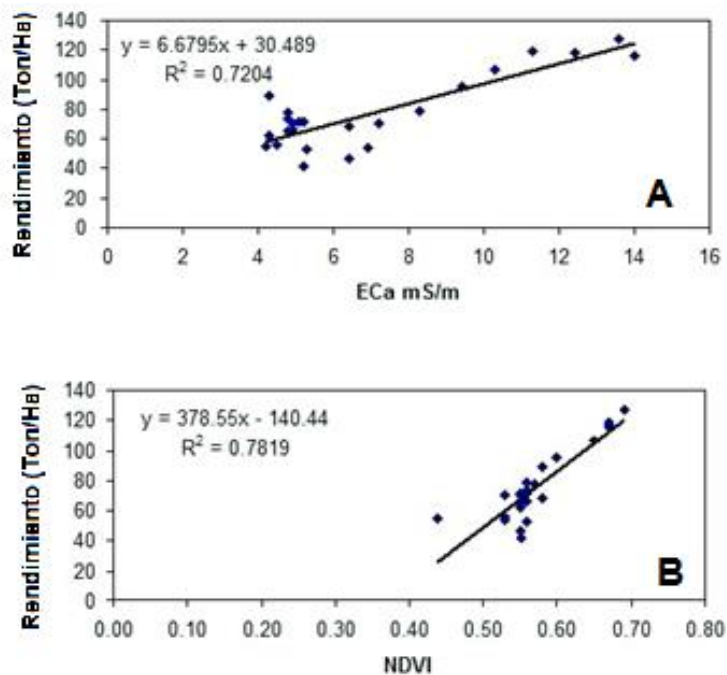 140
120
100
80
60
40
20
0
Rendimiento (Ton/Ha)
y = 6.6795x + 30.489
R² = 0.7204
A
0 2 4 6 8 10 12 14 16
ECa mS/m
140
120
100
80
60
40
20
0
Rendimiento (Ton/Ha)
y = 378.55x - 140.44
R² = 0.7819
B
0.00 0.10 0.20 0.30 0.40 0.50 0.60 0.70 0.80
NDVI